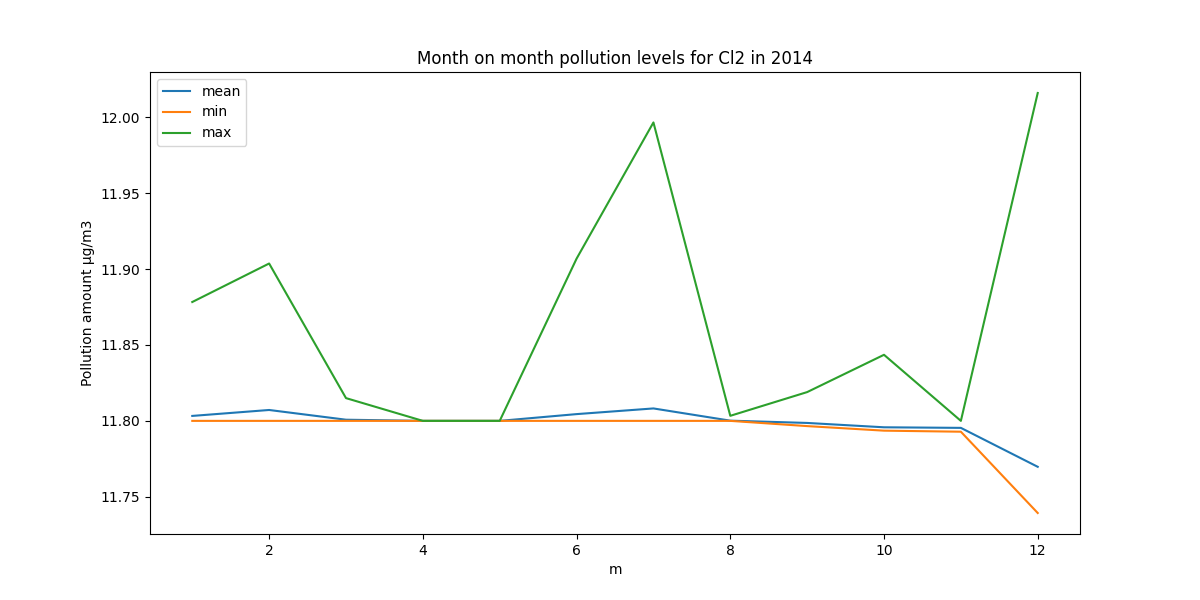 Month on month pollution levels for Cl2 in 2014
mean
min
max
12.00
11.95
11.90
11.85
11.80
11.75
Pollution amount µg/m3
2 4 6 8 10 12
m